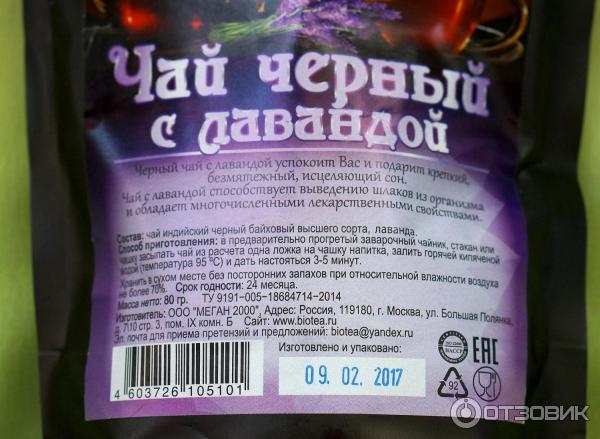 Чай черный
с лавандой
Черный чай с лавандой успокоит Вас и подарит крепкий,
безмятежный, исцеляющий сон.
Чай с лавандой способствует выведению шлаков из организма
и обладает многочисленными лекарственными свойствами.
Состав: чай индийский черный байховый высшего сорта, лаванда.
Способ приготовления: в предварительно прогретый заварочный чайник, стакан или
чашку засыпать чай из расчета одна ложка на чашку напитка, залить горячей кипяченой
водой (температура 95 ºС) и дать настояться 3-5 минут.
Хранить в сухом месте без посторонних запахов при относительной влажности воздуха
не более 70%. Срок годности: 24 месяца.
Масса нетто: 80 гр. ТУ 9191-005-18684714-2014
Изготовитель: ООО "МЕГАН 2000", Адрес: Россия, 119180, г. Москва, ул. Большая Полянка,
д. 7\10 стр. 3, пом. IX комн. Б Сайт: www.biotea.ru
Эл. почта для приема претензий и предложений: biotea@yandex.ru
Изготовлено и упаковано:
09. 02. 2017
4 603726 105101
HACCP
EAC
92
ОТЗОВИК